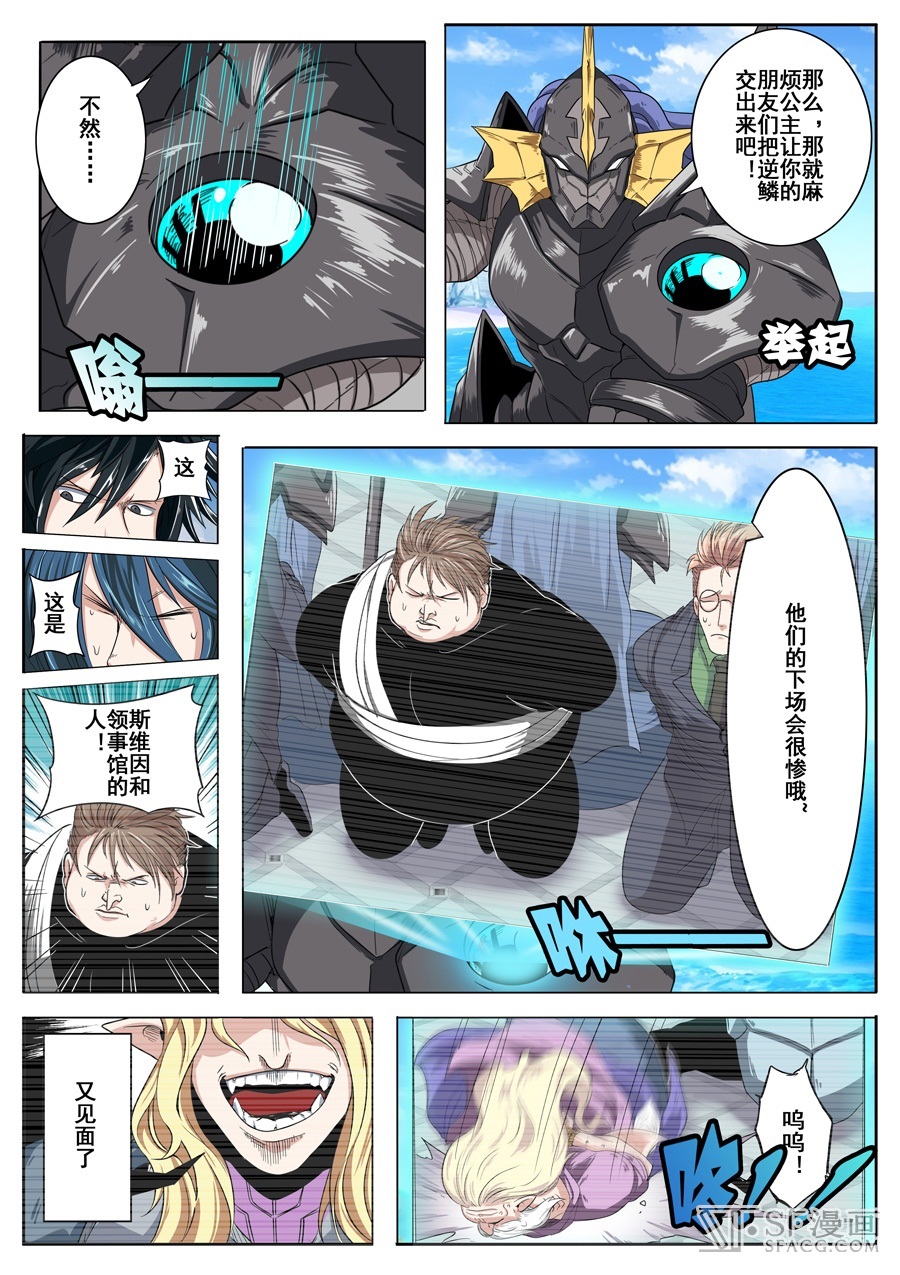 那么，那就麻
烦公主让你的
朋友们把逆鳞
交出来吧！
举起
不然……
嗡
他们的下场会很惨哦~
咻
这
这是
斯维因和
领事馆的
人！
呜呜！
咚
又见面
了
SF漫画
SFACG.COM